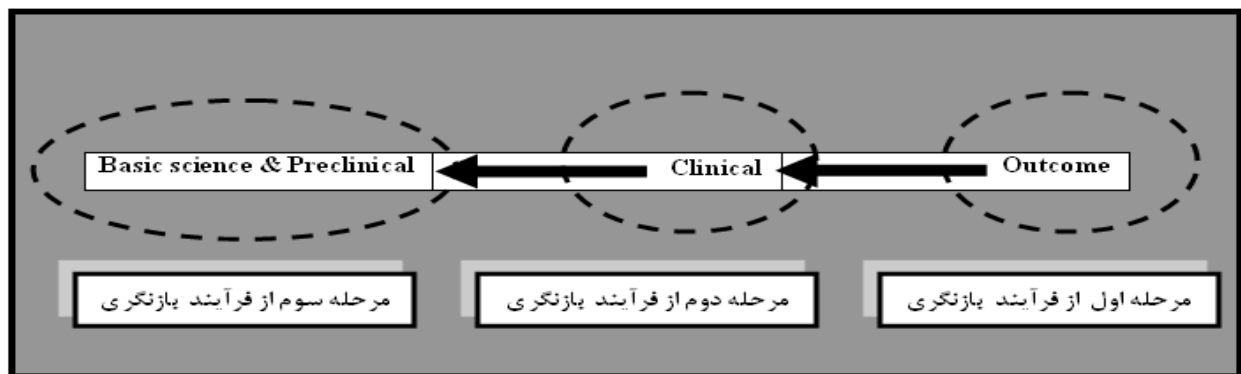 Basic science & Preclinical Clinical Outcome
مرحله اول از فرآیند بازنگری
مرحله دوم از فرآیند بازنگری
مرحله سوم از فرآیند بازنگری